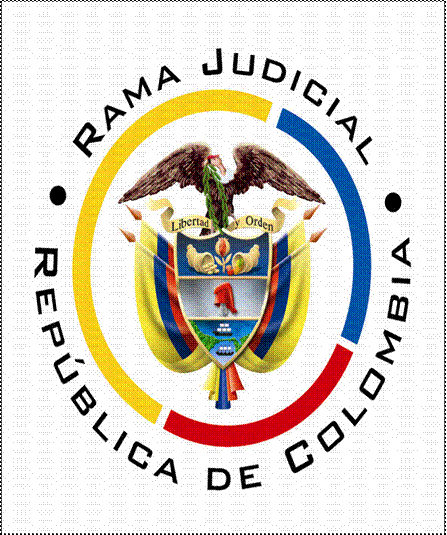 RAMA JUDICIAL
Libertad y Orden
REPÚBLICA DE COLOMBIA